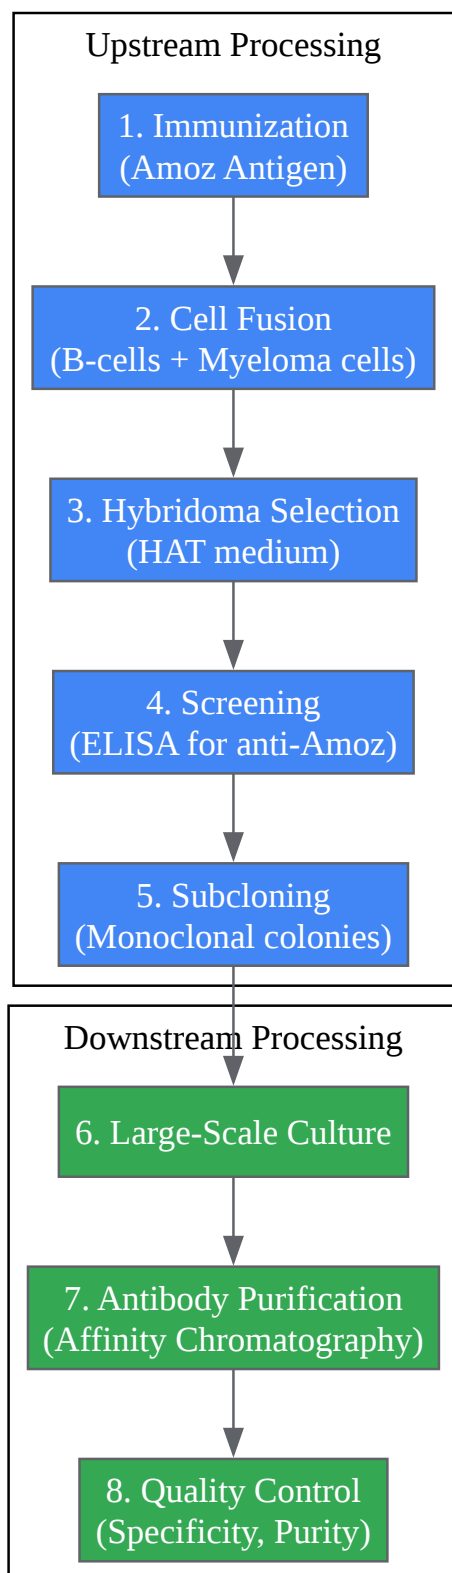 Upstream Processing
1. Immunization
(Amoz Antigen)
2. Cell Fusion
(B-cells + Myeloma cells)
3. Hybridoma Selection
(HAT medium)
4. Screening
(ELISA for anti-Amoz)
5. Subcloning
(Monoclonal colonies)
Downstream Processing
6. Large-Scale Culture
7. Antibody Purification
(Affinity Chromatography)
8. Quality Control
(Specificity, Purity)